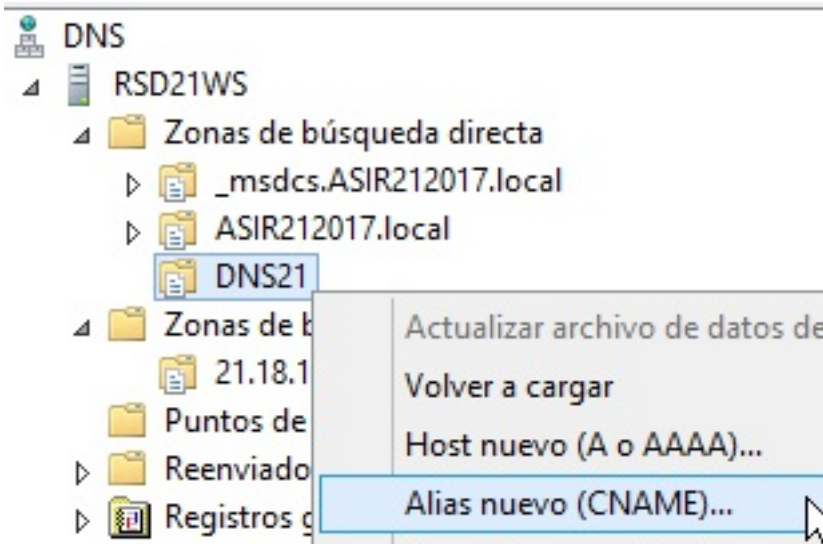 DNS
RSD21WS
Zonas de búsqueda directa
_msdcs.ASIR212017.local
ASIR212017.local
DNS21
Zonas de
Actualizar archivo de datos de
21.18.1
Volver a cargar
Puntos de
Host nuevo (A o AAAA)...
Reenviado
Alias nuevo (CNAME)...
Registros